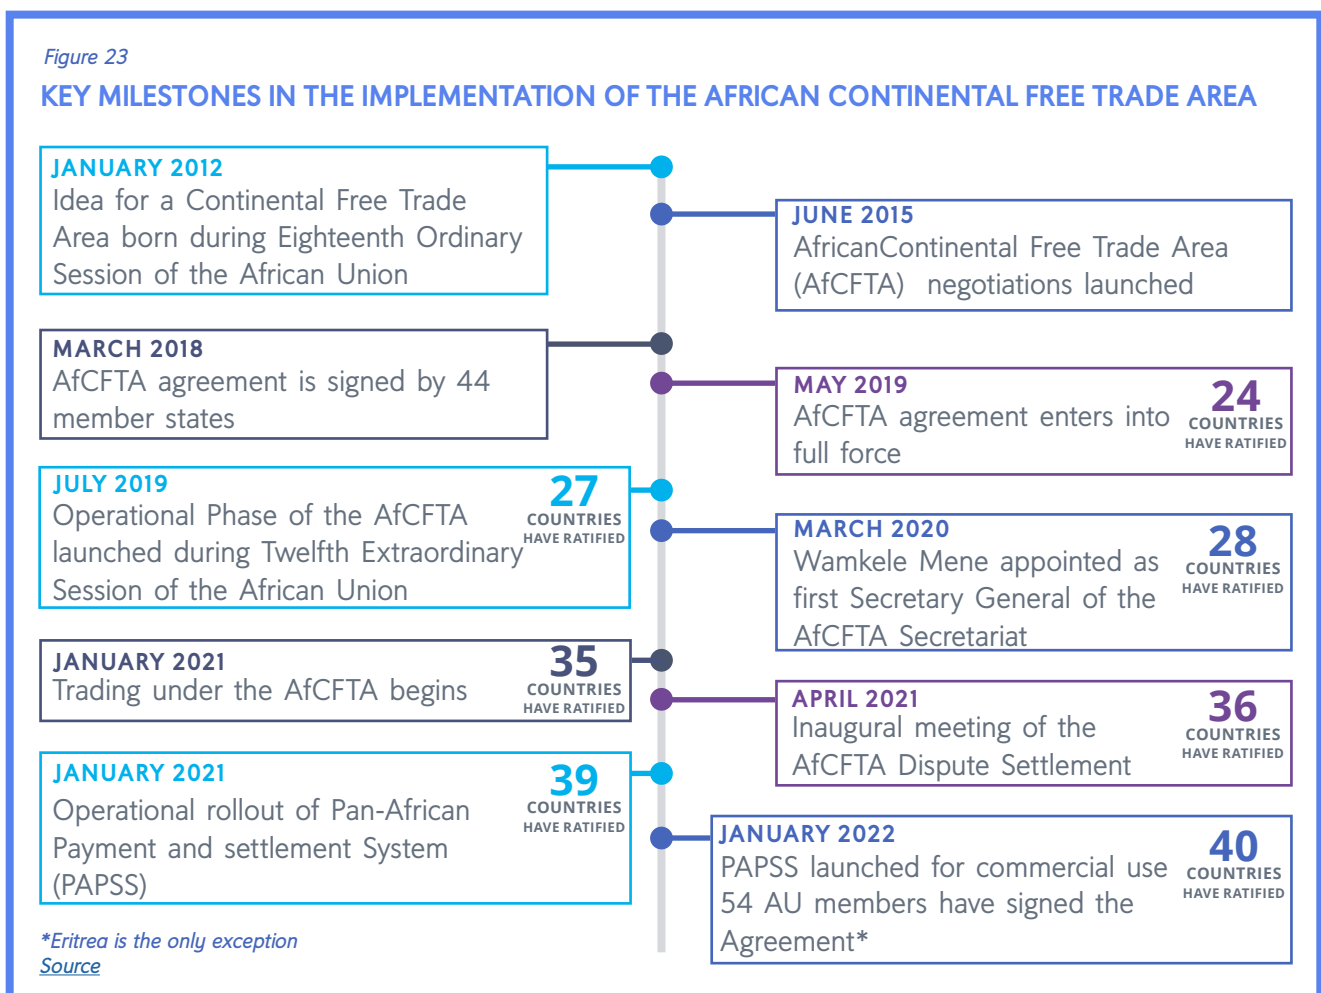 Figure 23
KEY MILESTONES IN THE IMPLEMENTATION OF THE AFRICAN CONTINENTAL FREE TRADE AREA
JANUARY 2012
Idea for a Continental Free Trade
Area born during Eighteenth Ordinary
Session of the African Union
JUNE 2015
AfricanContinental Free Trade Area
(AfCFTA) negotiations launched
MARCH 2018
AfCFTA agreement is signed by 44
member states
MAY 2019
AfCFTA agreement enters into
full force
24
COUNTRIES
HAVE RATIFIED
JULY 2019
Operational Phase of the AfCFTA
launched during Twelfth Extraordinary
Session of the African Union
27
COUNTRIES
HAVE RATIFIED
MARCH 2020
Wamkele Mene appointed as
first Secretary General of the
AfCFTA Secretariat
28
COUNTRIES
HAVE RATIFIED
JANUARY 2021
Trading under the AfCFTA begins
35
COUNTRIES
HAVE RATIFIED
APRIL 2021
Inaugural meeting of the
AfCFTA Dispute Settlement
36
COUNTRIES
HAVE RATIFIED
JANUARY 2021
Operational rollout of Pan-African
Payment and settlement System
(PAPSS)
39
COUNTRIES
HAVE RATIFIED
JANUARY 2022
PAPSS launched for commercial use
54 AU members have signed the
Agreement*
40
COUNTRIES
HAVE RATIFIED
*Eritrea is the only exception
Source